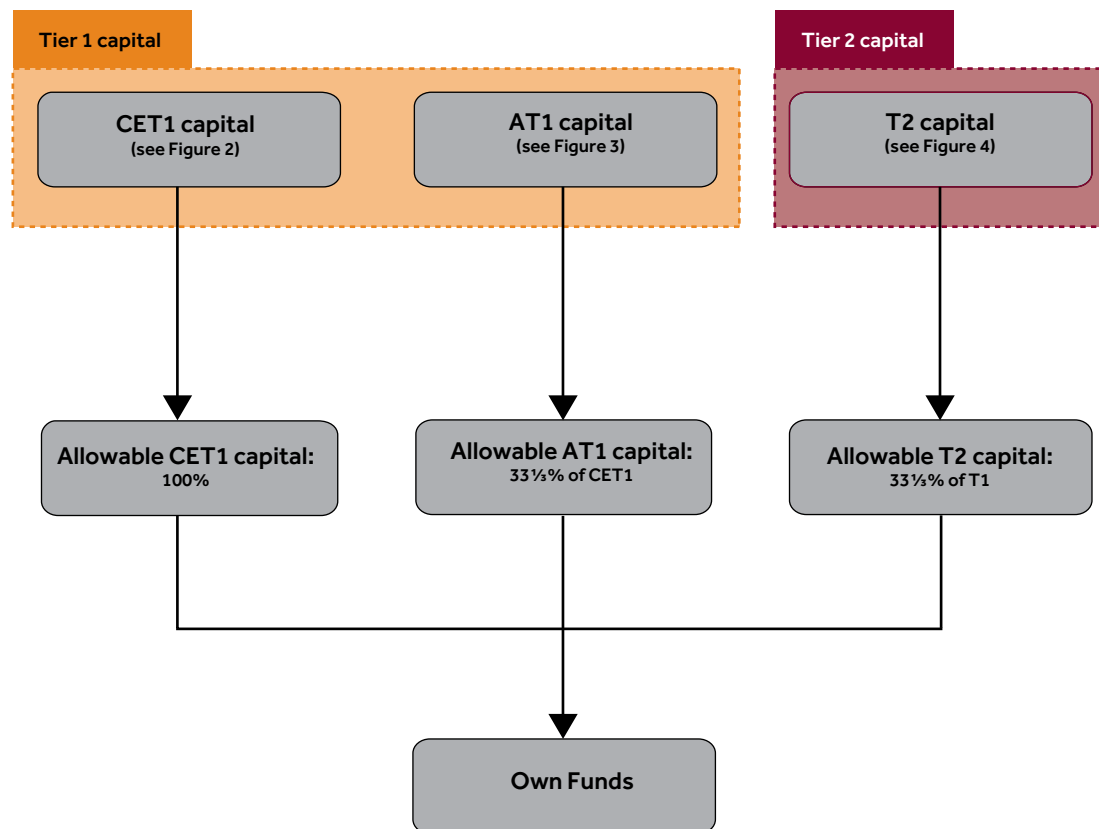 Tier 1 capital
Tier 2 capital
CET1 capital
(see Figure 2)
AT1 capital
(see Figure 3)
T2 capital
(see Figure 4)
Allowable CET1 capital:
100%
Allowable AT1 capital:
33⅓% of CET1
Allowable T2 capital:
33⅓% of T1
Own Funds